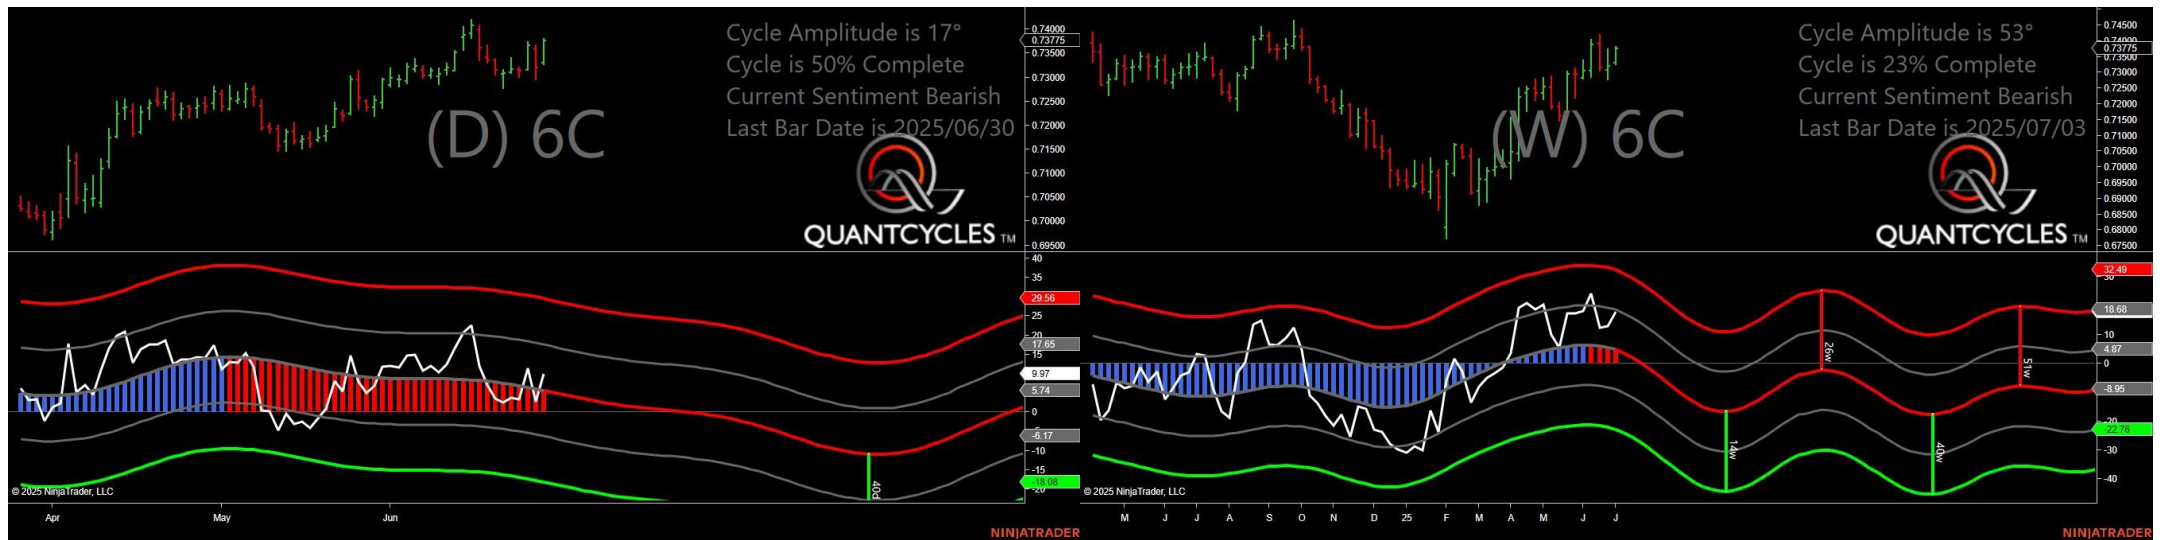 Cycle Amplitude is 17°
Cycle is 50% Complete
Current Sentiment Bearish
Last Bar Date is 2025/06/30
(D) 6C
QUANTCYCLES TM
0.74000
0.73775
0.73500
0.73000
0.72500
0.72000
0.71500
0.71000
0.70500
0.70000
0.69500
40
35
29.56
25
20
17.65
15
9.97
5.74
0
-6.17
-10
-15
-18.08
-20
40d
© 2025 NinjaTrader, LLC
Apr
May
Jun
NINJATRADER
Cycle Amplitude is 53°
Cycle is 23% Complete
Current Sentiment Bearish
Last Bar Date is 2025/07/03
(W) 6C
QUANTCYCLES TM
0.74500
0.73775
0.73500
0.73000
0.72500
0.72000
0.71500
0.71000
0.70500
0.70000
0.69500
0.69000
0.68500
0.68000
0.67500
32.49
30
18.68
10
4.87
0
-8.95
-20
-22.76
-30
-40
14w
26w
40w
51w
© 2025 NinjaTrader, LLC
M J J A S O N D 25 F M A M J J
NINJATRADER